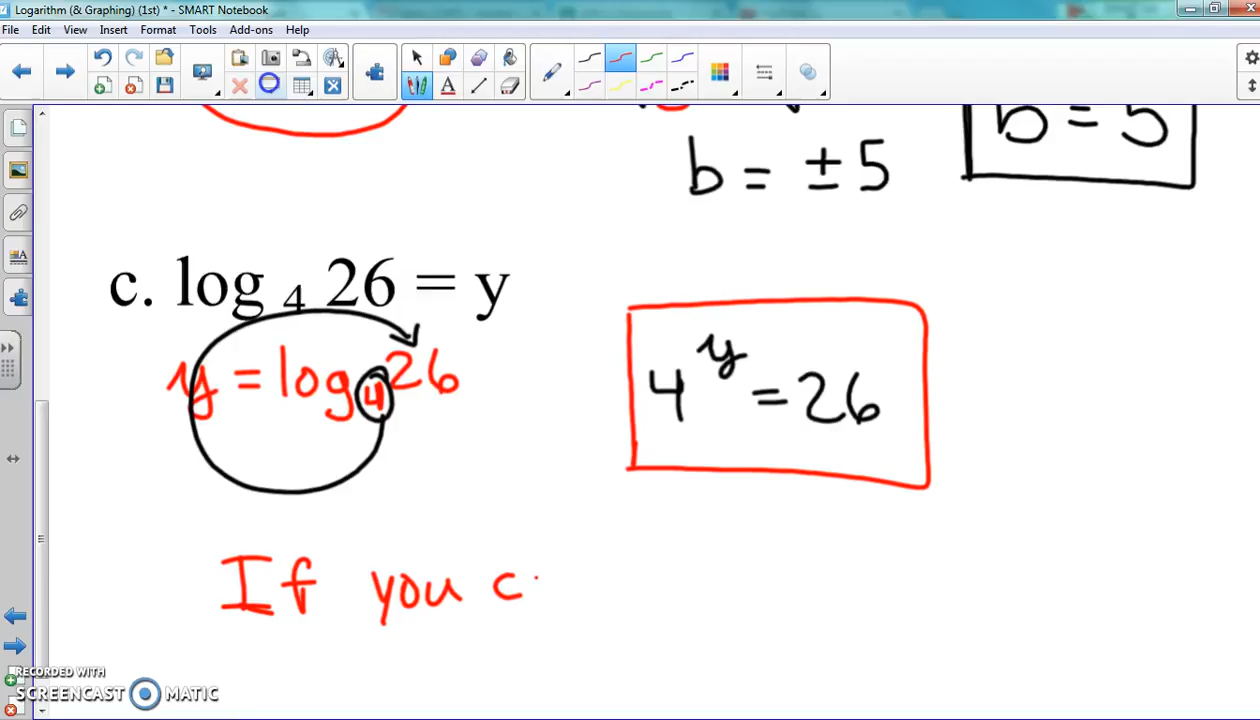 Logarithm (& Graphing) (1st) * - SMART Notebook
File Edit View Insert Format Tools Add-ons Help
b = 5
b = ± 5
c. log 4 26 = y
y = log 4 26
4^y = 26
If you c
RECORDED WITH
SCREENCAST MATIC